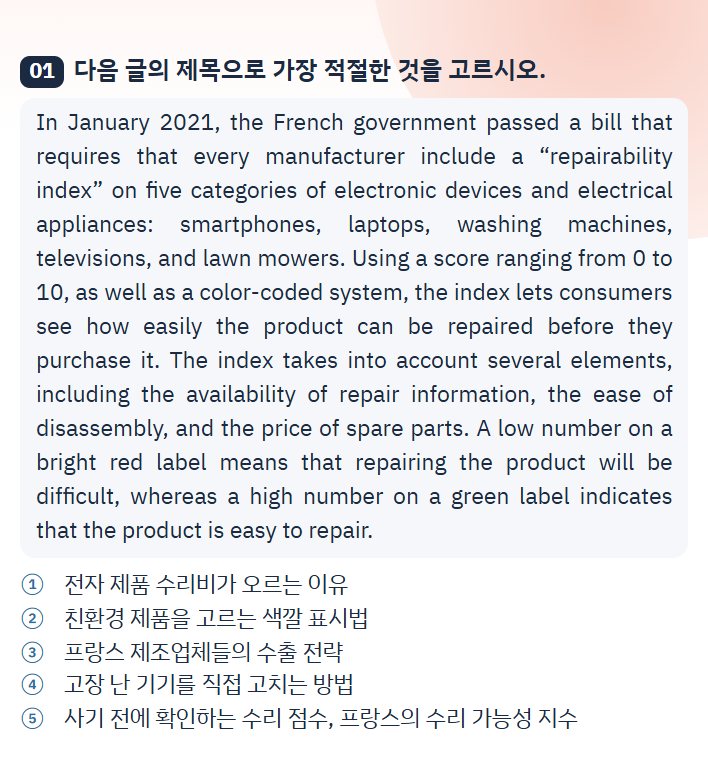 01 다음 글의 제목으로 가장 적절한 것을 고르시오.
In January 2021, the French government passed a bill that
requires that every manufacturer include a “repairability
index” on five categories of electronic devices and electrical
appliances: smartphones, laptops, washing machines,
televisions, and lawn mowers. Using a score ranging from 0 to
10, as well as a color-coded system, the index lets consumers
see how easily the product can be repaired before they
purchase it. The index takes into account several elements,
including the availability of repair information, the ease of
disassembly, and the price of spare parts. A low number on a
bright red label means that repairing the product will be
difficult, whereas a high number on a green label indicates
that the product is easy to repair.
① 전자 제품 수리비가 오르는 이유
② 친환경 제품을 고르는 색깔 표시법
③ 프랑스 제조업체들의 수출 전략
④ 고장 난 기기를 직접 고치는 방법
⑤ 사기 전에 확인하는 수리 점수, 프랑스의 수리 가능성 지수